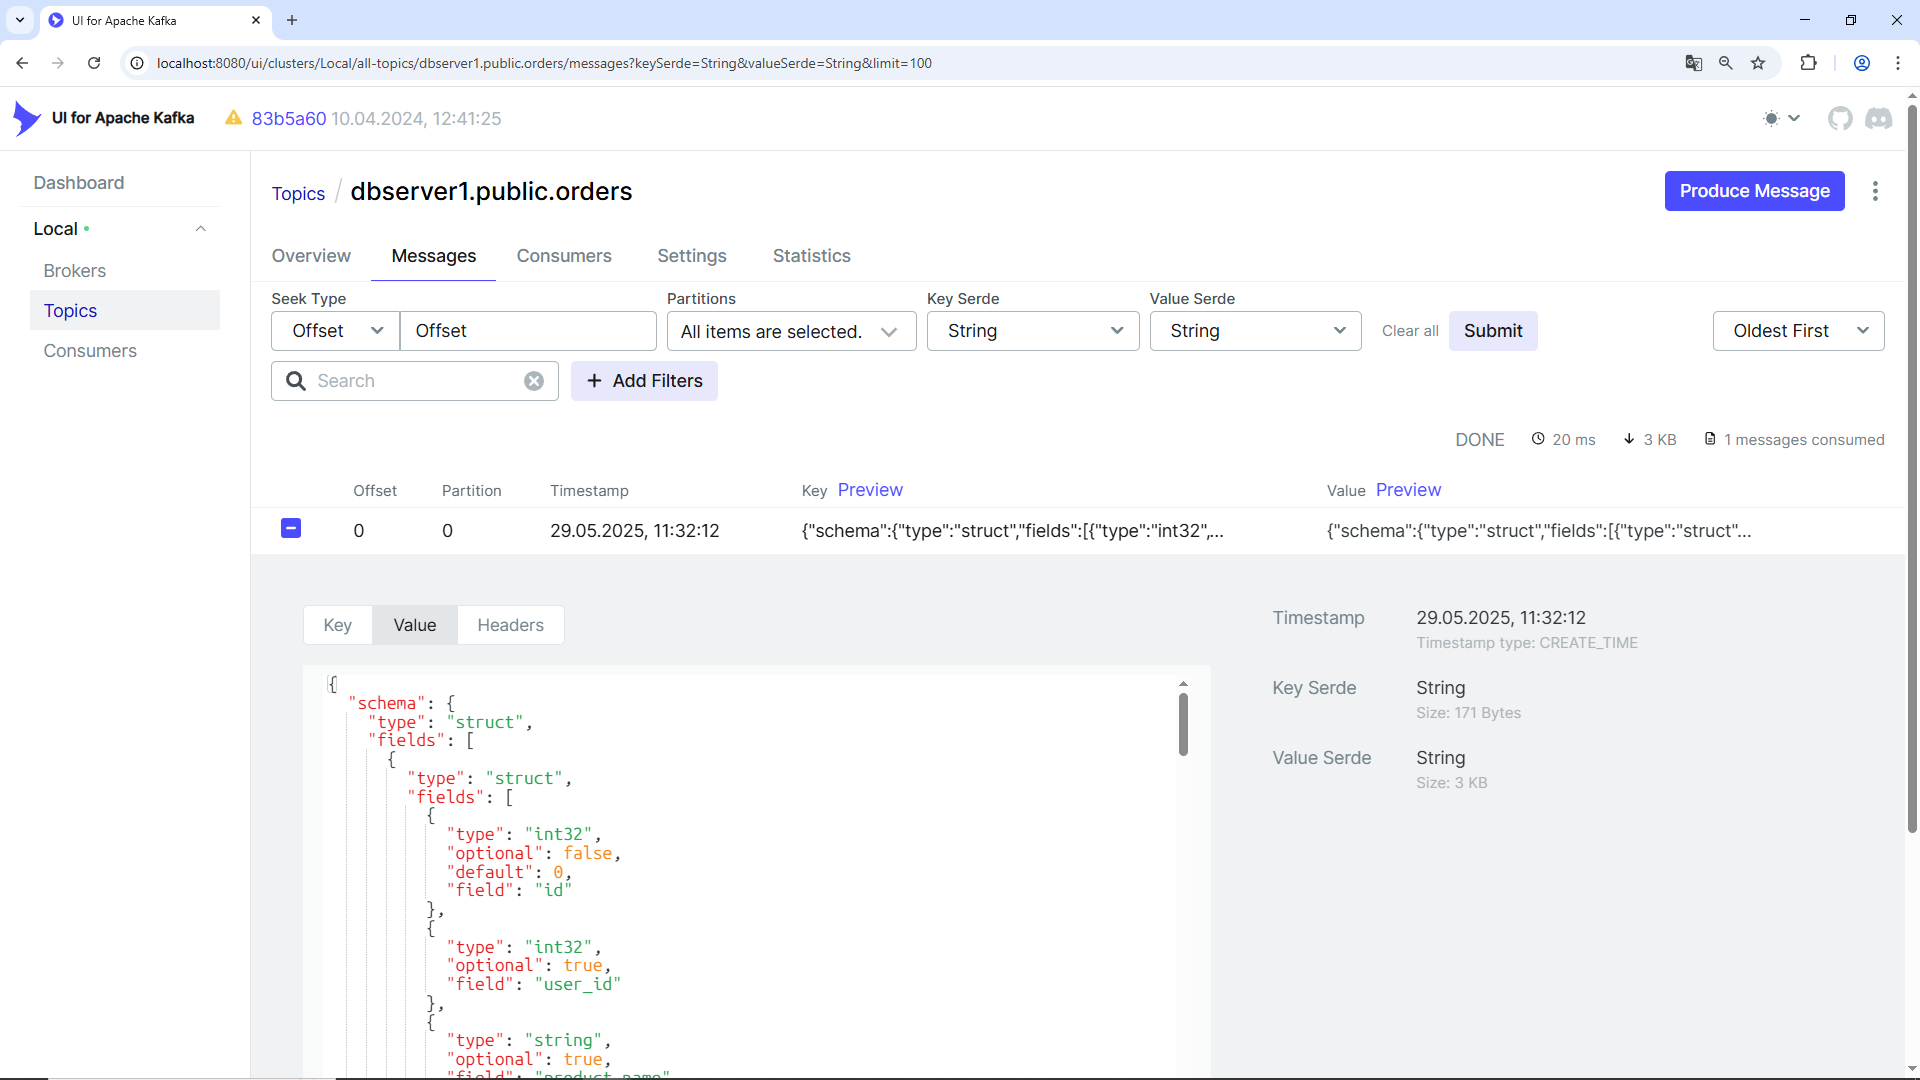 UI for Apache Kafka
localhost:8080/ui/clusters/Local/all-topics/dbserver1.public.orders/messages?keySerde=String&valueSerde=String&limit=100
UI for Apache Kafka
83b5a60 10.04.2024, 12:41:25
Dashboard
Local
Brokers
Topics
Consumers
Topics / dbserver1.public.orders
Produce Message
Overview Messages Consumers Settings Statistics
Seek Type Partitions Key Serde Value Serde
Offset Offset All items are selected. String String Clear all Submit Oldest First
Search Add Filters
DONE 20 ms 3 KB 1 messages consumed
Offset Partition Timestamp Key Preview Value Preview
0 0 29.05.2025, 11:32:12 {"schema":{"type":"struct","fields":[{"type":"int32",... {"schema":{"type":"struct","fields":[{"type":"struct"...
Key Value Headers
{
"schema": {
"type": "struct",
"fields": [
{
"type": "struct",
"fields": [
{
"type": "int32",
"optional": false,
"default": 0,
"field": "id"
},
{
"type": "int32",
"optional": true,
"field": "user_id"
},
{
"type": "string",
"optional": true,
"field": "product_name"
Timestamp 29.05.2025, 11:32:12
Timestamp type: CREATE_TIME
Key Serde String
Size: 171 Bytes
Value Serde String
Size: 3 KB